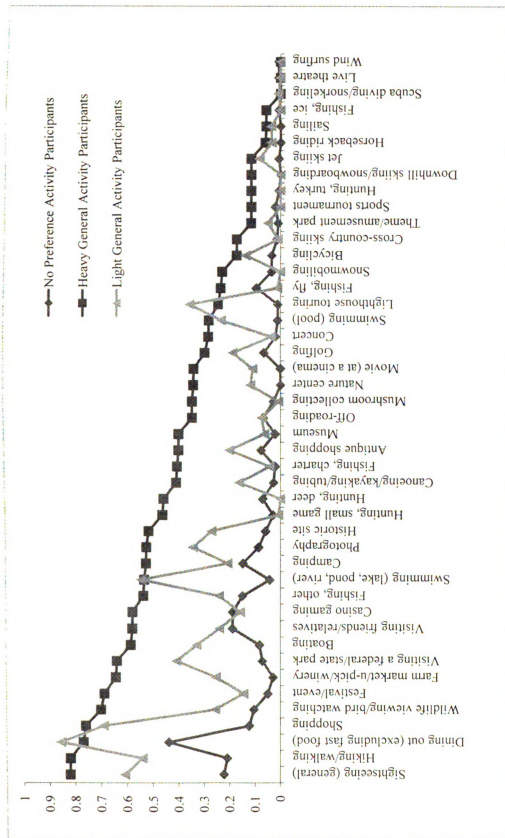 No Preference Activity Participants
Heavy General Activity Participants
Light General Activity Participants
1
0.9
0.8
0.7
0.6
0.5
0.4
0.3
0.2
0.1
0
Sightseeing (general)
Hiking/walking
Dining out (excluding fast food)
Shopping
Wildlife viewing/bird watching
Festival/event
Farm market/u-pick/winery
Visiting a federal/state park
Boating
Visiting friends/relatives
Casino gaming
Fishing, other
Swimming (lake, pond, river)
Camping
Photography
Historic site
Hunting, small game
Hunting, deer
Canoeing/kayaking/tubing
Fishing, charter
Antique shopping
Museum
Off-roading
Mushroom collecting
Nature center
Movie (at a cinema)
Golfing
Concert
Swimming (pool)
Lighthouse touring
Fishing, fly
Snowmobiling
Bicycling
Cross-country skiing
Theme/amusement park
Sports tournament
Hunting, turkey
Downhill skiing/snowboarding
Jet skiing
Horseback riding
Sailing
Fishing, ice
Scuba diving/snorkeling
Live theatre
Wind surfing